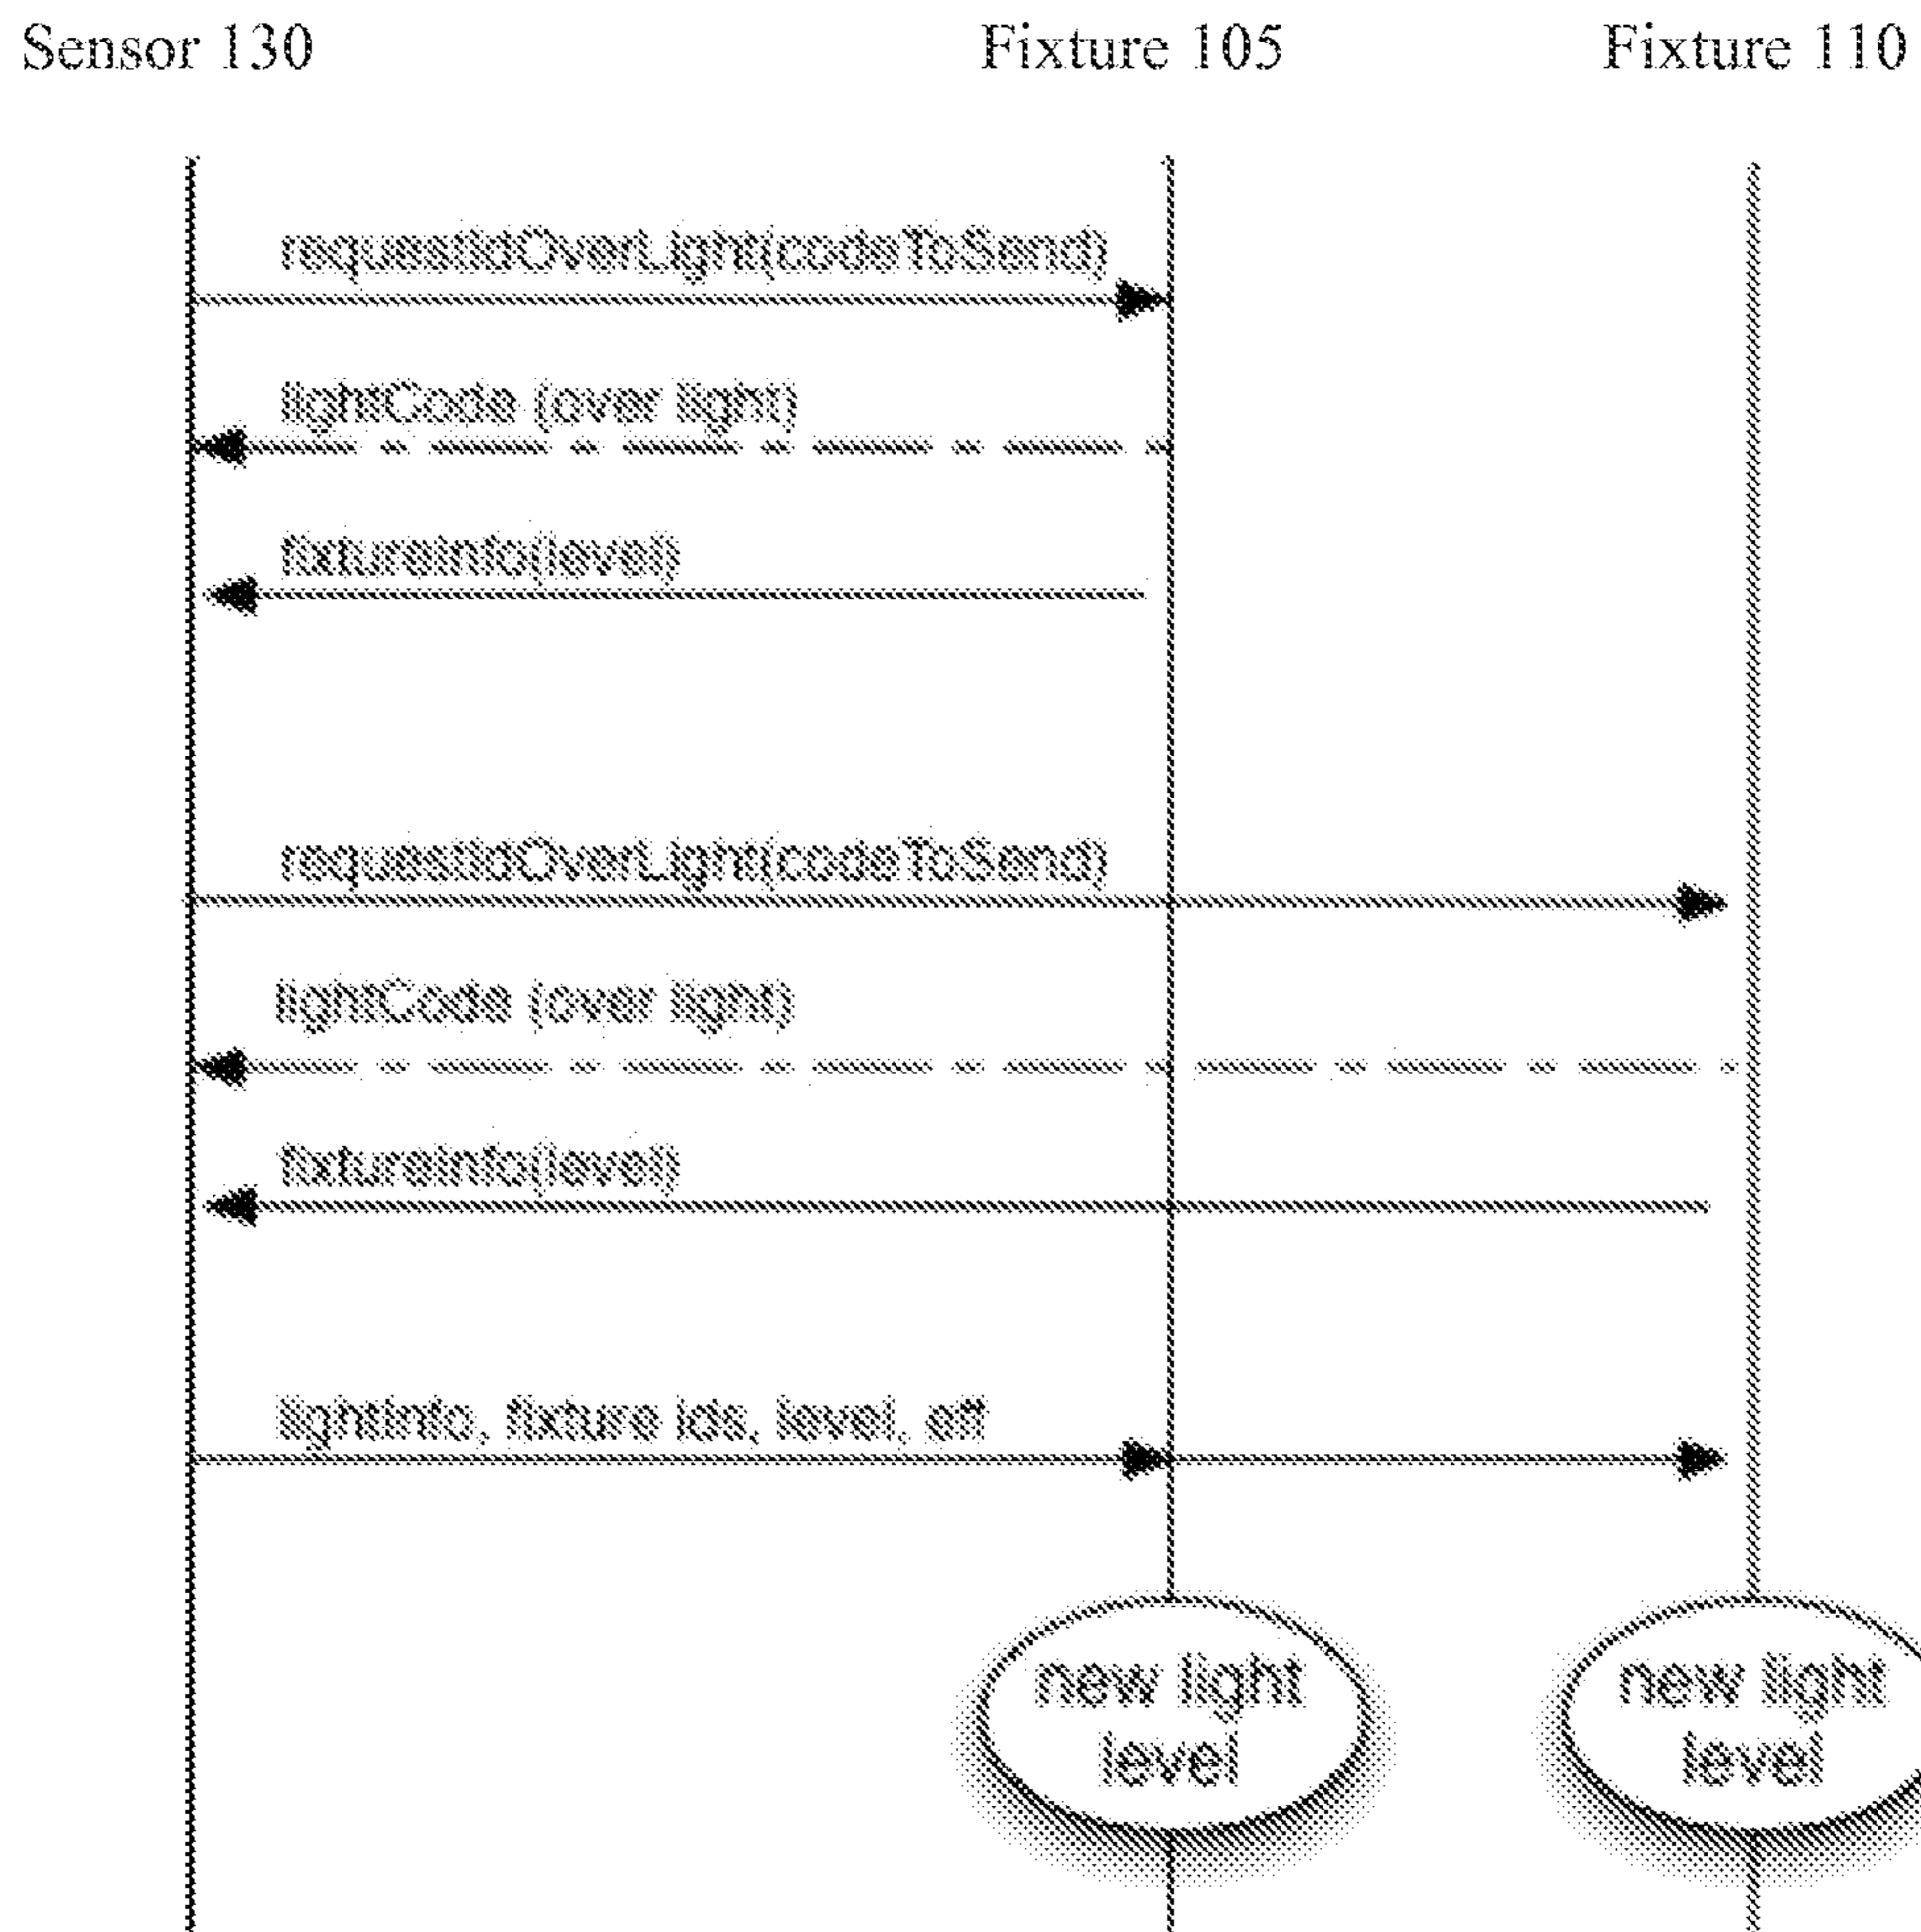 Sensor 130
Fixture 105
Fixture 110
requestIdOverLight(codeToSend)
lightCode (over light)
fixtureInfo(level)
requestIdOverLight(codeToSend)
lightCode (over light)
fixtureInfo(level)
lightInfo, fixture ids, level, eff
new light
level
new light
level